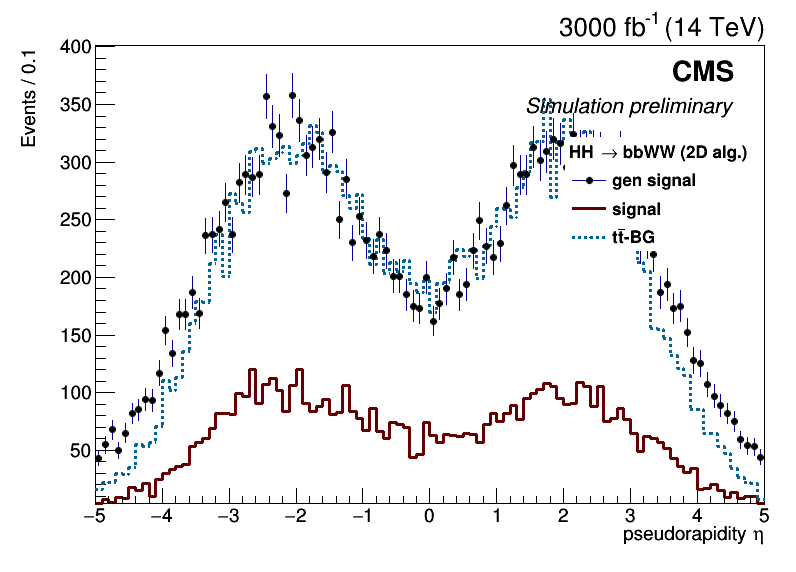 3000 fb⁻¹ (14 TeV)
Events / 0.1
400
350
300
250
200
150
100
50
CMS
Simulation preliminary
HH → bbWW (2D alg.)
gen signal
signal
tt̄-BG
−5 −4 −3 −2 −1 0 1 2 3 4 5
pseudorapidity η